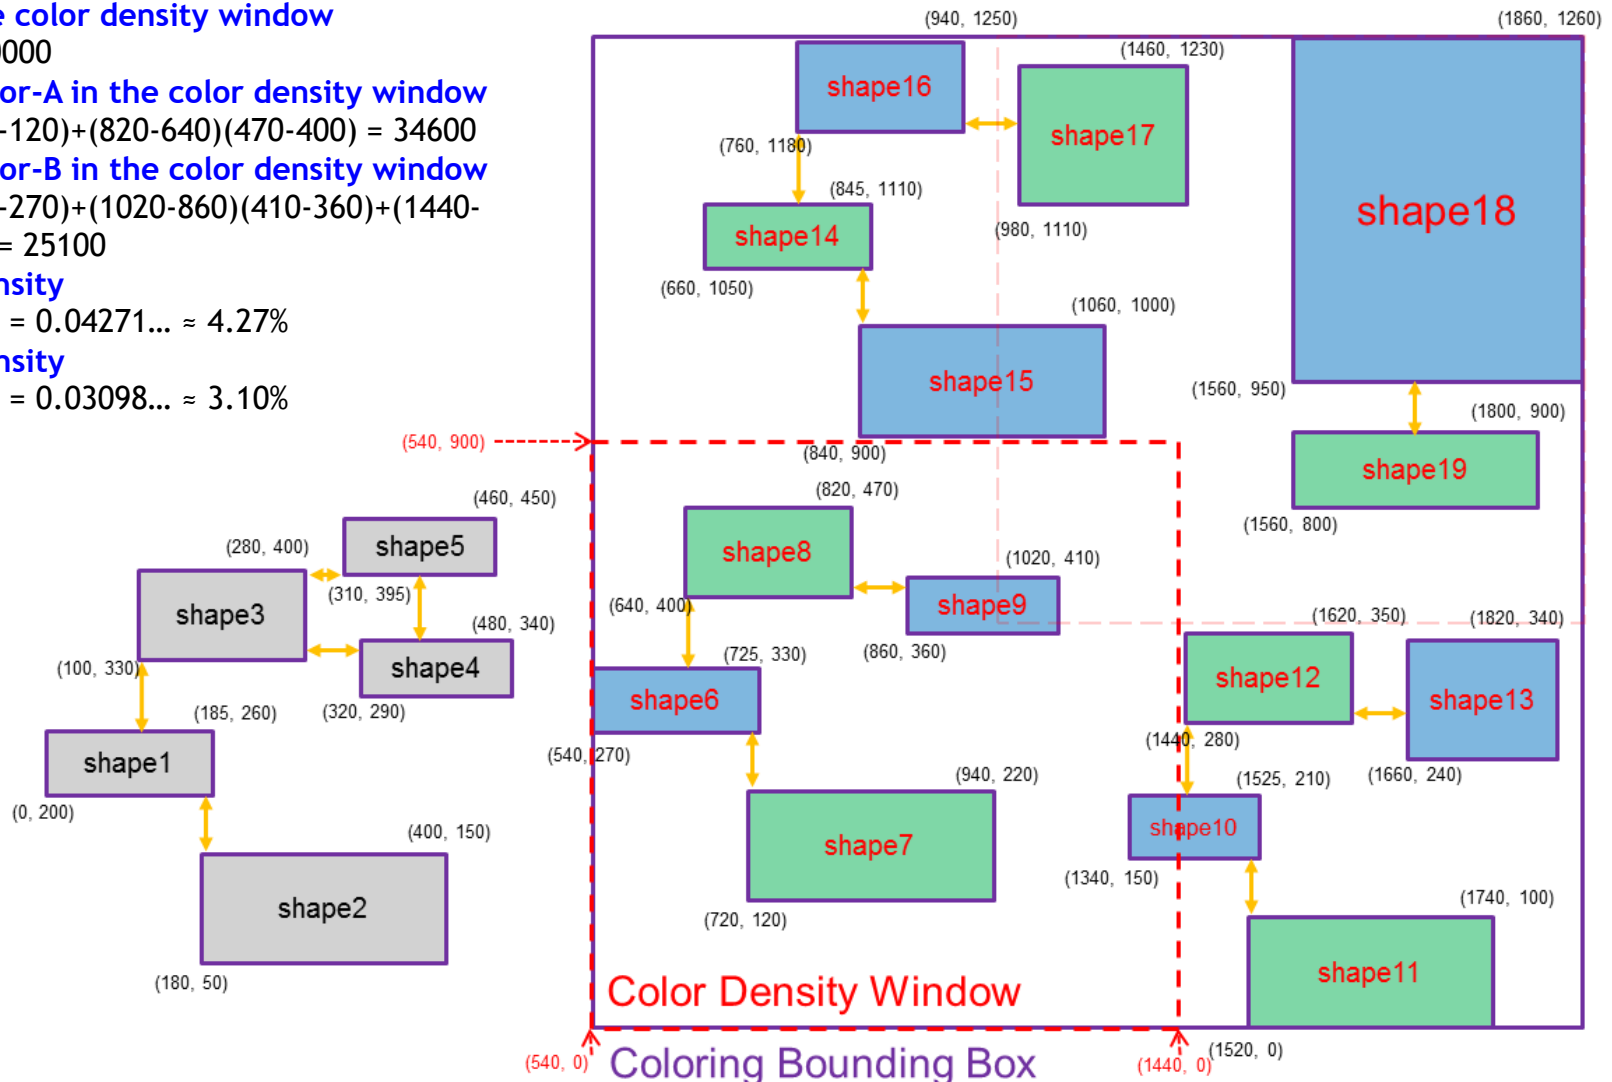 e color density window
0000
or-A in the color density window
-120)+(820-640)(470-400) = 34600
or-B in the color density window
-270)+(1020-860)(410-360)+(1440-
= 25100
nsity
= 0.04271... ≈ 4.27%
nsity
= 0.03098... ≈ 3.10%
(940, 1250)
(1860, 1260)
shape16
(1460, 1230)
shape17
(760, 1180)
(845, 1110)
shape14
(980, 1110)
shape18
(660, 1050)
(1060, 1000)
shape15
(1560, 950)
(1800, 900)
(540, 900)
(840, 900)
shape19
(820, 470)
(1560, 800)
(460, 450)
(280, 400)
shape5
shape8
(1020, 410)
(310, 395)
shape3
(640, 400)
shape9
(1620, 350)
(1820, 340)
(480, 340)
(725, 330)
(860, 360)
(100, 330)
shape4
shape12
shape6
shape13
(185, 260)
(320, 290)
(1440, 280)
shape1
(540, 270)
(940, 220)
(1525, 210)
(1660, 240)
(0, 200)
(400, 150)
shape10
shape7
(1340, 150)
(1740, 100)
shape2
(720, 120)
(180, 50)
shape11
Color Density Window
(540, 0)
Coloring Bounding Box
(1440, 0)
(1520, 0)